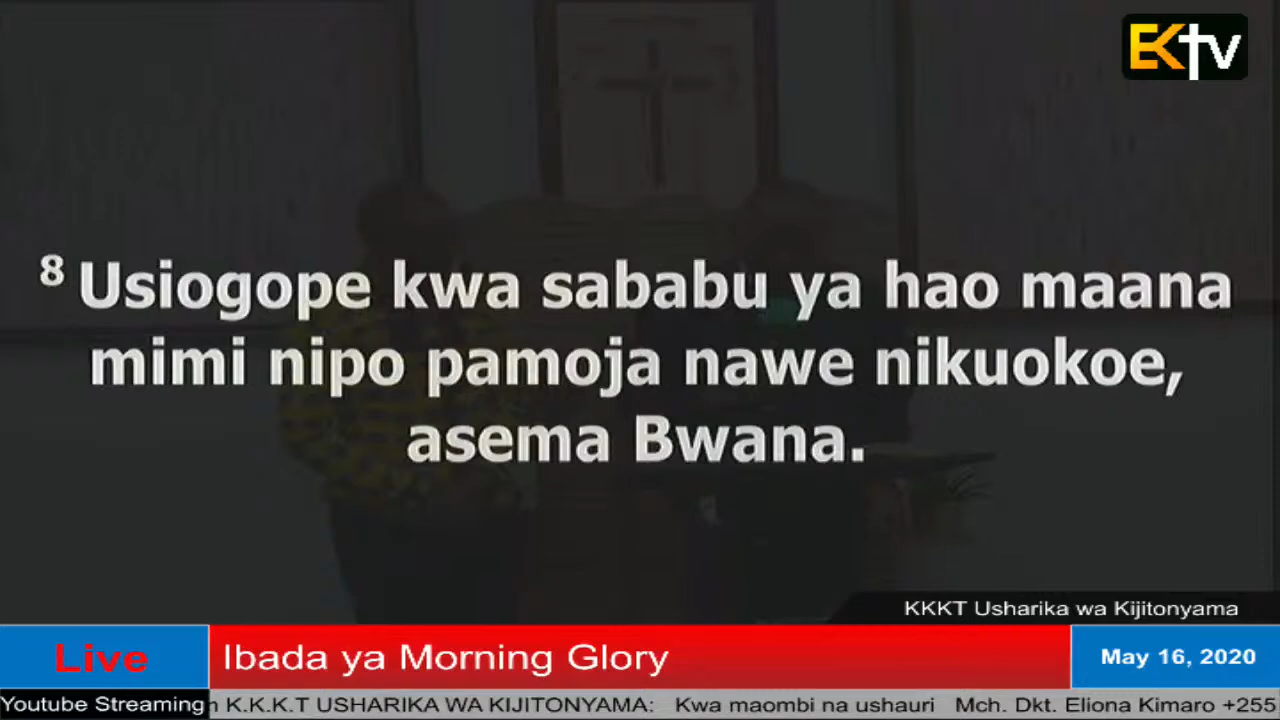 EKTV
8 Usiogope kwa sababu ya hao maana
mimi nipo pamoja nawe nikuokoe,
asema Bwana.
KKKT Usharika wa Kijitonyama
Live
Ibada ya Morning Glory
May 16, 2020
Youtube Streaming
K.K.K.T USHARIKA WA KIJITONYAMA: Kwa maombi na ushauri Mch. Dkt. Eliona Kimaro +255